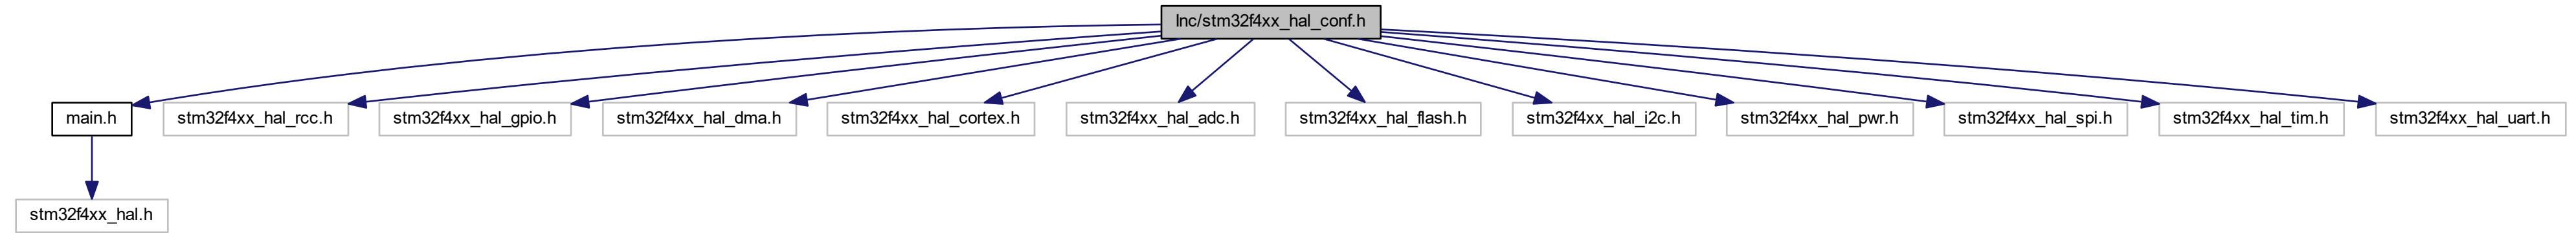 Inc/stm32f4xx_hal_conf.h
main.h
stm32f4xx_hal_rcc.h
stm32f4xx_hal_gpio.h
stm32f4xx_hal_dma.h
stm32f4xx_hal_cortex.h
stm32f4xx_hal_adc.h
stm32f4xx_hal_flash.h
stm32f4xx_hal_i2c.h
stm32f4xx_hal_pwr.h
stm32f4xx_hal_spi.h
stm32f4xx_hal_tim.h
stm32f4xx_hal_uart.h
stm32f4xx_hal.h